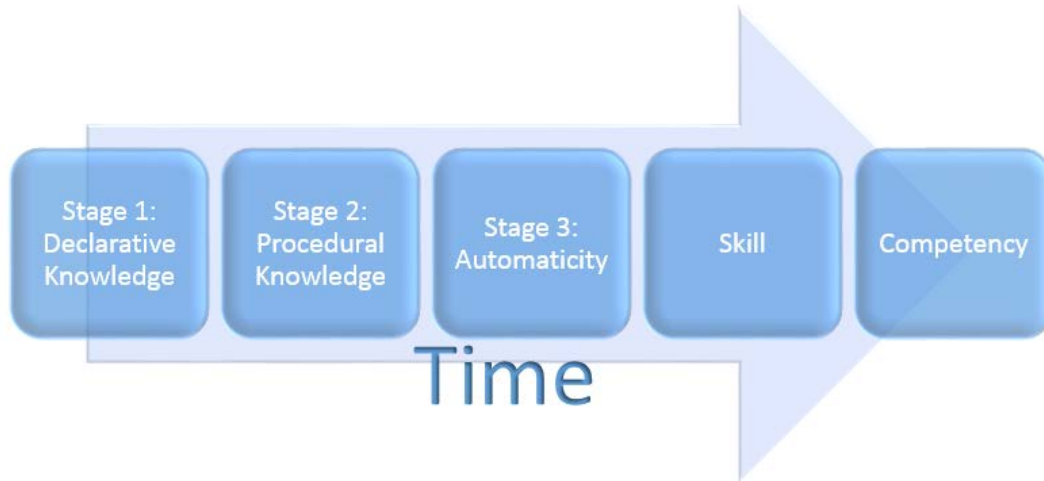 Stage 1:
Declarative
Knowledge
Stage 2:
Procedural
Knowledge
Stage 3:
Automaticity
Skill
Competency
Time